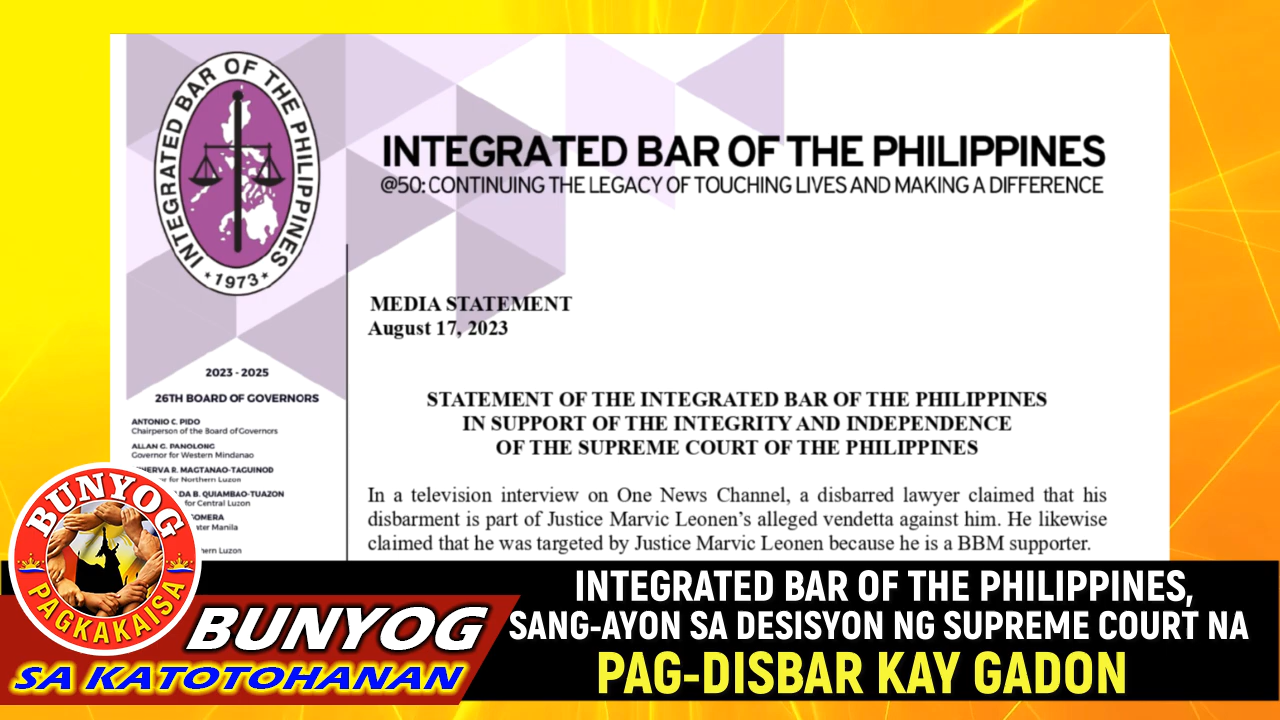 INTEGRATED BAR OF THE PHILIPPINES
★ 1973 ★
INTEGRATED BAR OF THE PHILIPPINES
@50: CONTINUING THE LEGACY OF TOUCHING LIVES AND MAKING A DIFFERENCE
MEDIA STATEMENT
August 17, 2023
2023 - 2025
26TH BOARD OF GOVERNORS
ANTONIO C. PIDO
Chairperson of the Board of Governors
ALLAN G. PANOLONG
Governor for Western Mindanao
R. MAGTANAO-TAGUINOD
for Northern Luzon
B. QUIAMBAO-TUAZON
for Central Luzon
Manila
Luzon
STATEMENT OF THE INTEGRATED BAR OF THE PHILIPPINES
IN SUPPORT OF THE INTEGRITY AND INDEPENDENCE
OF THE SUPREME COURT OF THE PHILIPPINES
In a television interview on One News Channel, a disbarred lawyer claimed that his
disbarment is part of Justice Marvic Leonen's alleged vendetta against him. He likewise
claimed that he was targeted by Justice Marvic Leonen because he is a BBM supporter.
BUNYOG
PAGKAKAISA
BUNYOG
SA KATOTOHANAN
INTEGRATED BAR OF THE PHILIPPINES,
SANG-AYON SA DESISYON NG SUPREME COURT NA
PAG-DISBAR KAY GADON